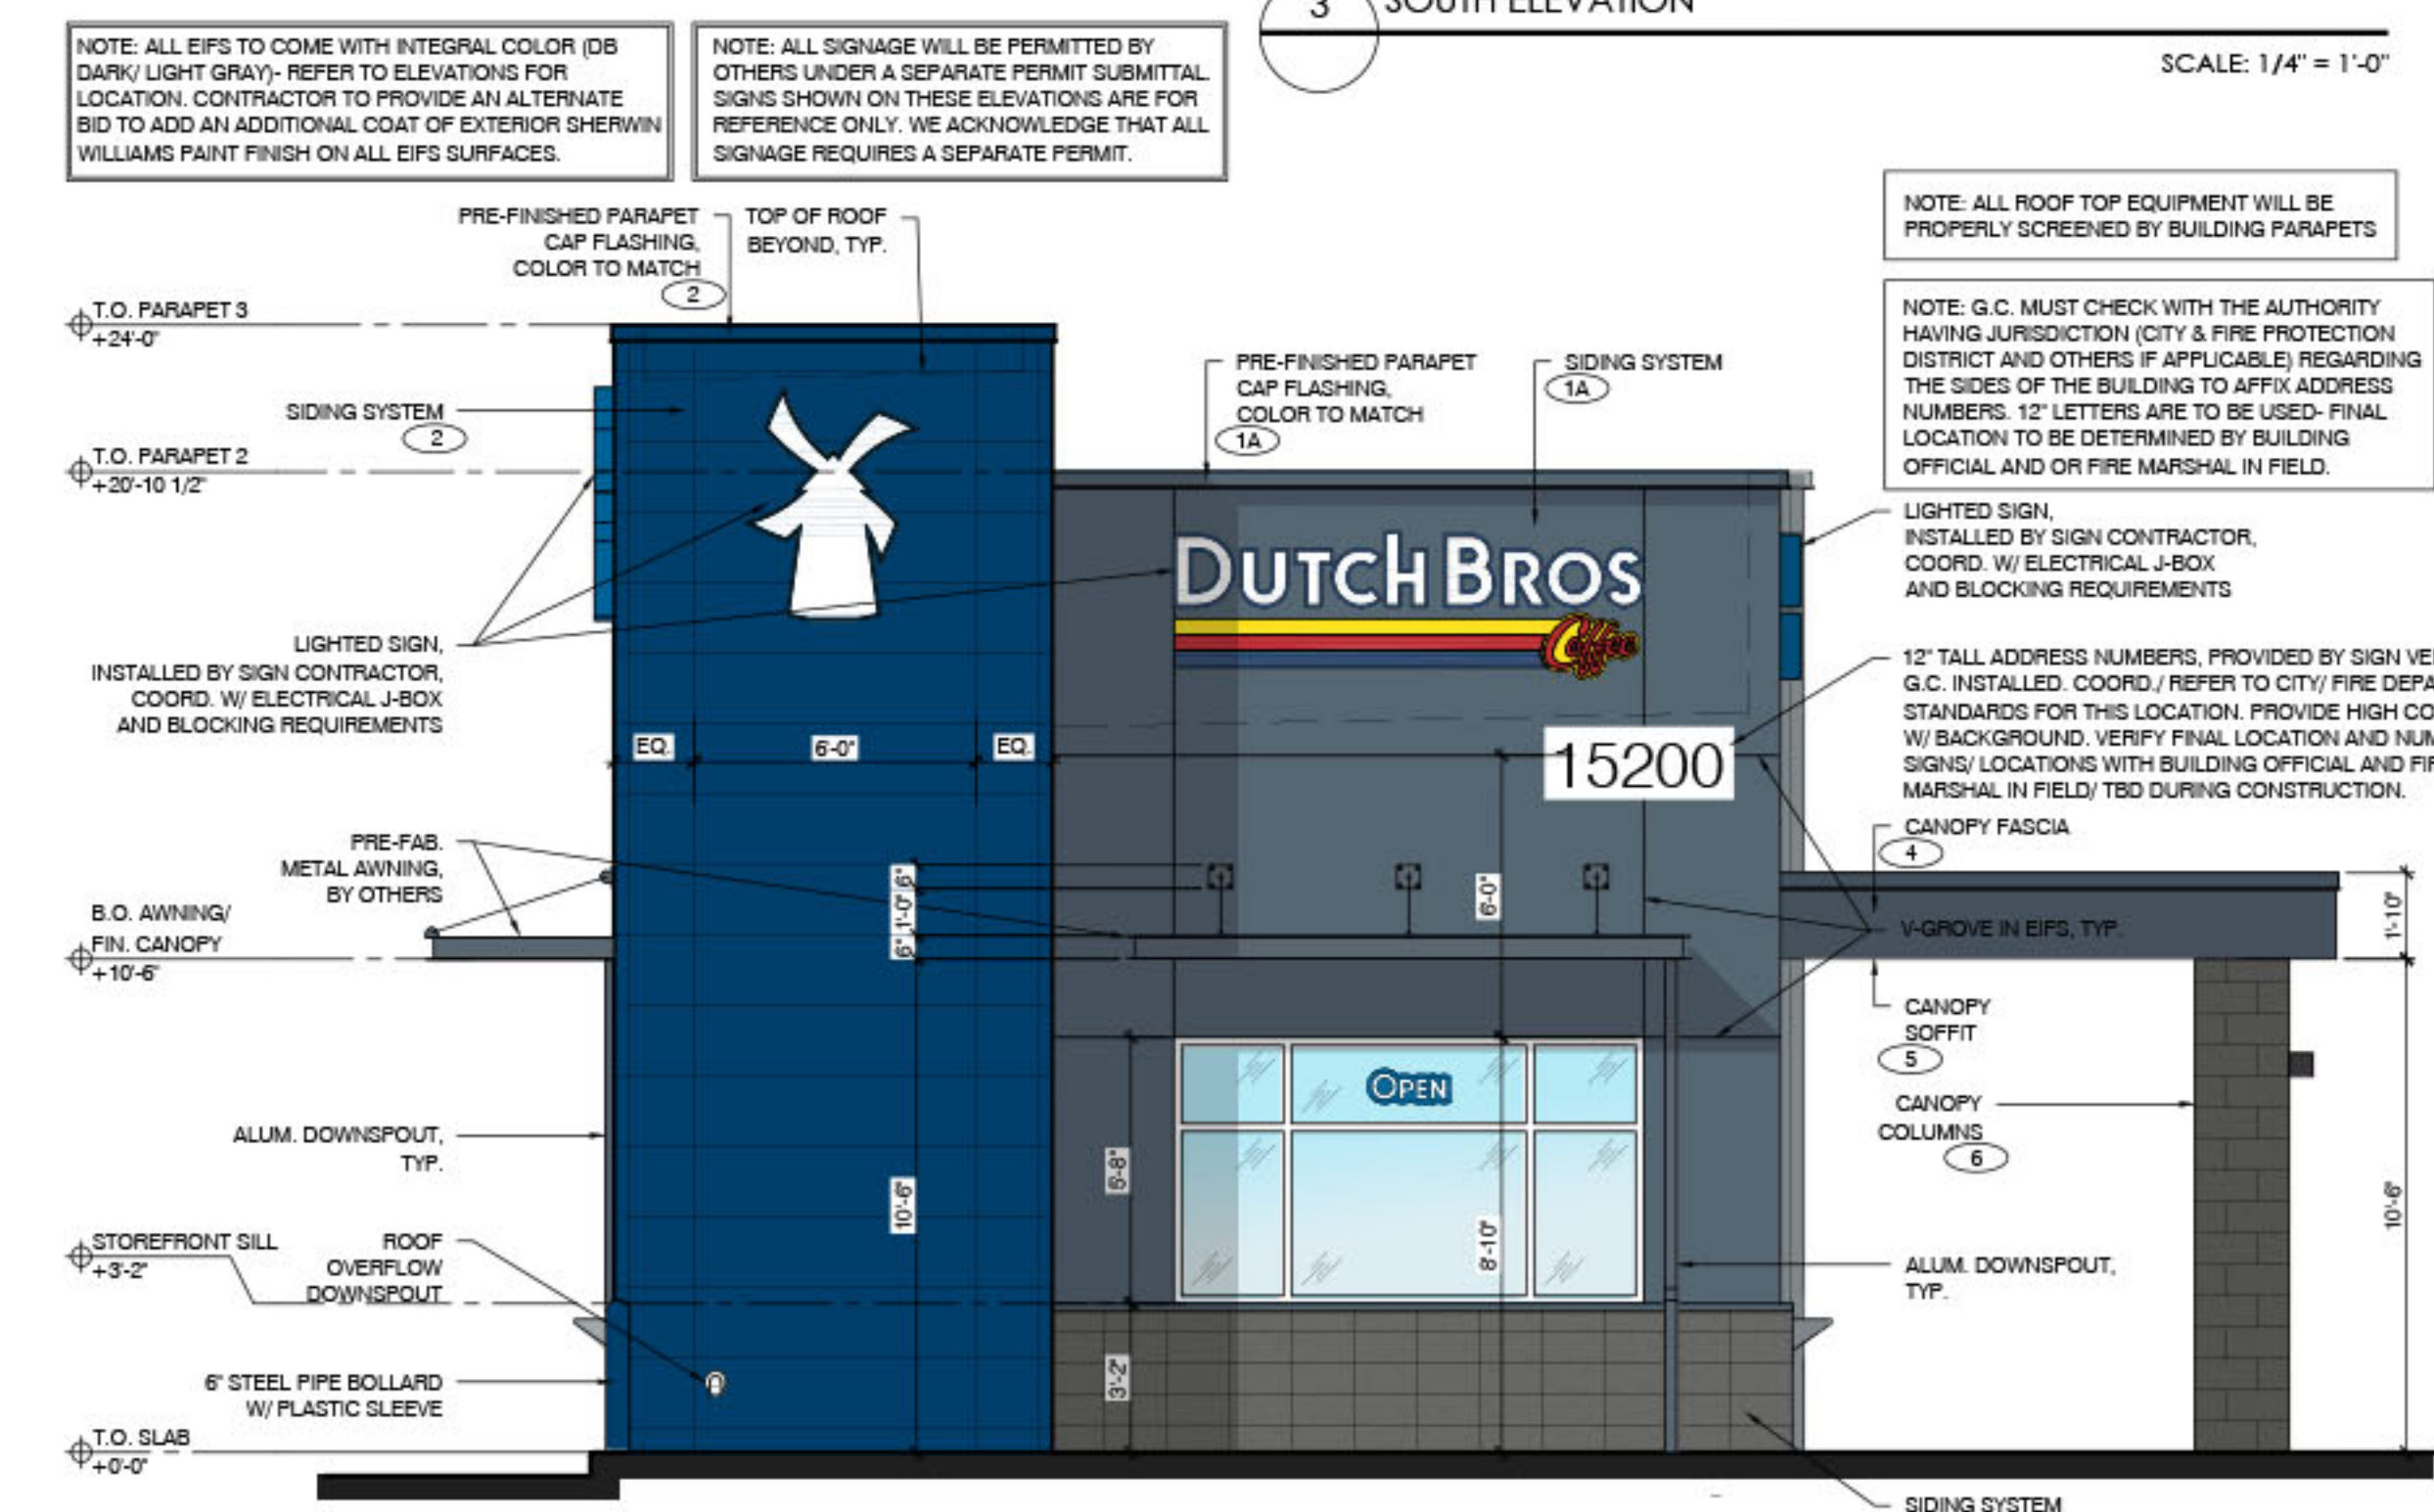 3
SOUTH ELEVATION
SCALE: 1/4" = 1'-0"
NOTE: ALL EIFS TO COME WITH INTEGRAL COLOR (DB
DARK/ LIGHT GRAY)- REFER TO ELEVATIONS FOR
LOCATION. CONTRACTOR TO PROVIDE AN ALTERNATE
BID TO ADD AN ADDITIONAL COAT OF EXTERIOR SHERWIN
WILLIAMS PAINT FINISH ON ALL EIFS SURFACES.
NOTE: ALL SIGNAGE WILL BE PERMITTED BY
OTHERS UNDER A SEPARATE PERMIT SUBMITTAL.
SIGNS SHOWN ON THESE ELEVATIONS ARE FOR
REFERENCE ONLY. WE ACKNOWLEDGE THAT ALL
SIGNAGE REQUIRES A SEPARATE PERMIT.
NOTE: ALL ROOF TOP EQUIPMENT WILL BE
PROPERLY SCREENED BY BUILDING PARAPETS
NOTE: G.C. MUST CHECK WITH THE AUTHORITY
HAVING JURISDICTION (CITY & FIRE PROTECTION
DISTRICT AND OTHERS IF APPLICABLE) REGARDING
THE SIDES OF THE BUILDING TO AFFIX ADDRESS
NUMBERS. 12" LETTERS ARE TO BE USED- FINAL
LOCATION TO BE DETERMINED BY BUILDING
OFFICIAL AND OR FIRE MARSHAL IN FIELD.
PRE-FINISHED PARAPET
CAP FLASHING,
COLOR TO MATCH
2
TOP OF ROOF
BEYOND, TYP.
T.O. PARAPET 3
+24'-0"
SIDING SYSTEM
2
T.O. PARAPET 2
+20'-10 1/2"
PRE-FINISHED PARAPET
CAP FLASHING,
COLOR TO MATCH
1A
SIDING SYSTEM
1A
LIGHTED SIGN,
INSTALLED BY SIGN CONTRACTOR,
COORD. W/ ELECTRICAL J-BOX
AND BLOCKING REQUIREMENTS
DUTCH BROS
Coffee
LIGHTED SIGN,
INSTALLED BY SIGN CONTRACTOR,
COORD. W/ ELECTRICAL J-BOX
AND BLOCKING REQUIREMENTS
12" TALL ADDRESS NUMBERS, PROVIDED BY SIGN VE
G.C. INSTALLED. COORD./ REFER TO CITY/ FIRE DEPA
STANDARDS FOR THIS LOCATION. PROVIDE HIGH CO
W/ BACKGROUND. VERIFY FINAL LOCATION AND NUM
SIGNS/ LOCATIONS WITH BUILDING OFFICIAL AND FI
MARSHAL IN FIELD/ TBD DURING CONSTRUCTION.
EQ.
6'-0"
EQ.
15200
PRE-FAB.
METAL AWNING,
BY OTHERS
6"
1'-0"
6"
6'-0"
CANOPY FASCIA
4
V-GROVE IN EIFS, TYP.
1'-10"
B.O. AWNING/
FIN. CANOPY
+10'-6"
CANOPY
SOFFIT
5
CANOPY
COLUMNS
6
OPEN
ALUM. DOWNSPOUT,
TYP.
10'-6"
5'-8"
8'-10"
10'-6"
STOREFRONT SILL
+3'-2"
ROOF
OVERFLOW
DOWNSPOUT
ALUM. DOWNSPOUT,
TYP.
6" STEEL PIPE BOLLARD
W/ PLASTIC SLEEVE
3'-2"
T.O. SLAB
+0'-0"
SIDING SYSTEM